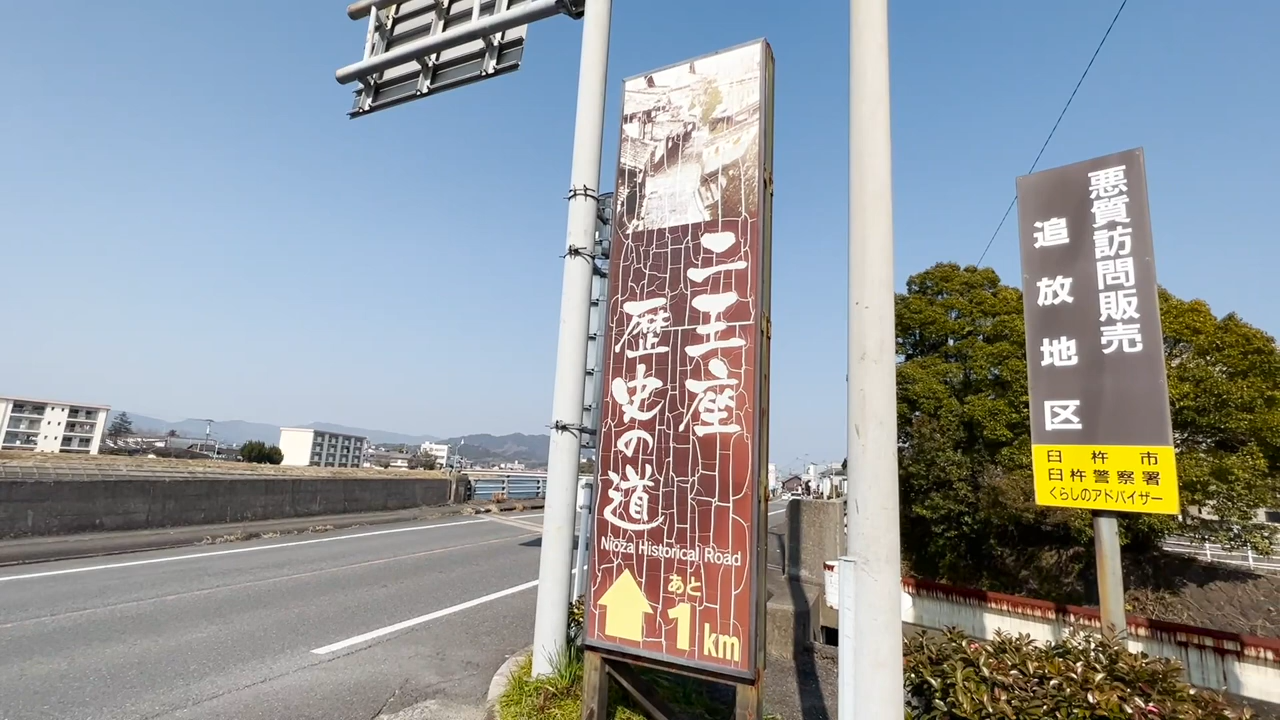 二王座
歴史の道
Nioza Historical Road
あと
1km
悪質訪問販売
追放地区
臼杵市
臼杵警察署
くらしのアドバイザー